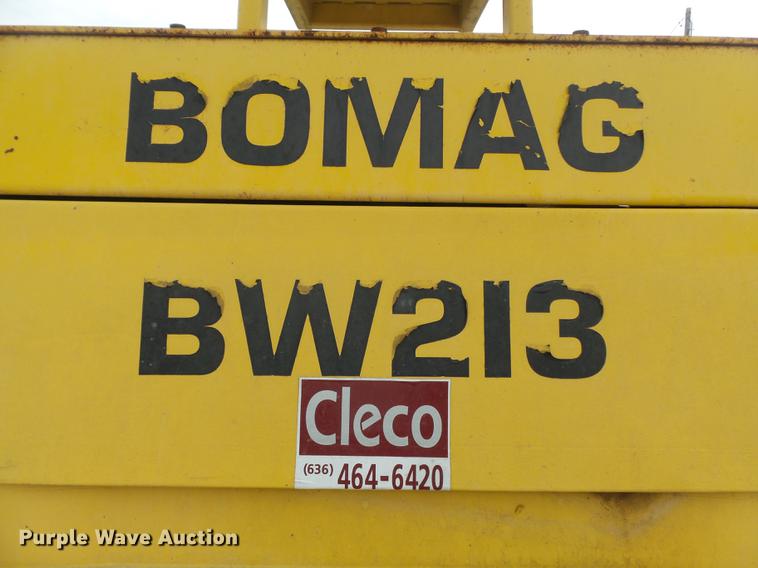 BOMAG
BW213
Cleco
(636) 464-6420
Purple Wave Auction